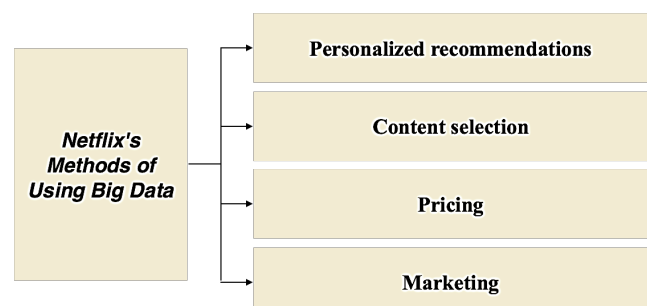 Netflix's
Methods of
Using Big Data
Personalized recommendations
Content selection
Pricing
Marketing